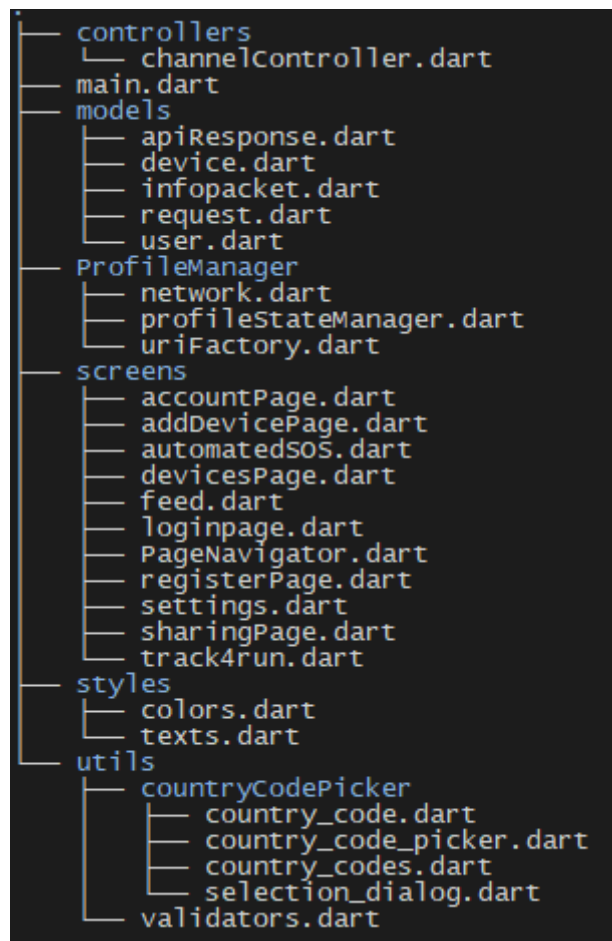 .
├── controllers
│   └── channelController.dart
├── main.dart
├── models
│   ├── apiResponse.dart
│   ├── device.dart
│   ├── infopacket.dart
│   ├── request.dart
│   └── user.dart
├── ProfileManager
│   ├── network.dart
│   ├── profileStateManager.dart
│   └── uriFactory.dart
├── screens
│   ├── accountPage.dart
│   ├── addDevicePage.dart
│   ├── automatedSOS.dart
│   ├── devicesPage.dart
│   ├── feed.dart
│   ├── loginpage.dart
│   ├── PageNavigator.dart
│   ├── registerPage.dart
│   ├── settings.dart
│   ├── sharingPage.dart
│   └── track4run.dart
├── styles
│   ├── colors.dart
│   └── texts.dart
└── utils
    ├── countryCodePicker
    │   ├── country_code.dart
    │   ├── country_code_picker.dart
    │   ├── country_codes.dart
    │   └── selection_dialog.dart
    └── validators.dart